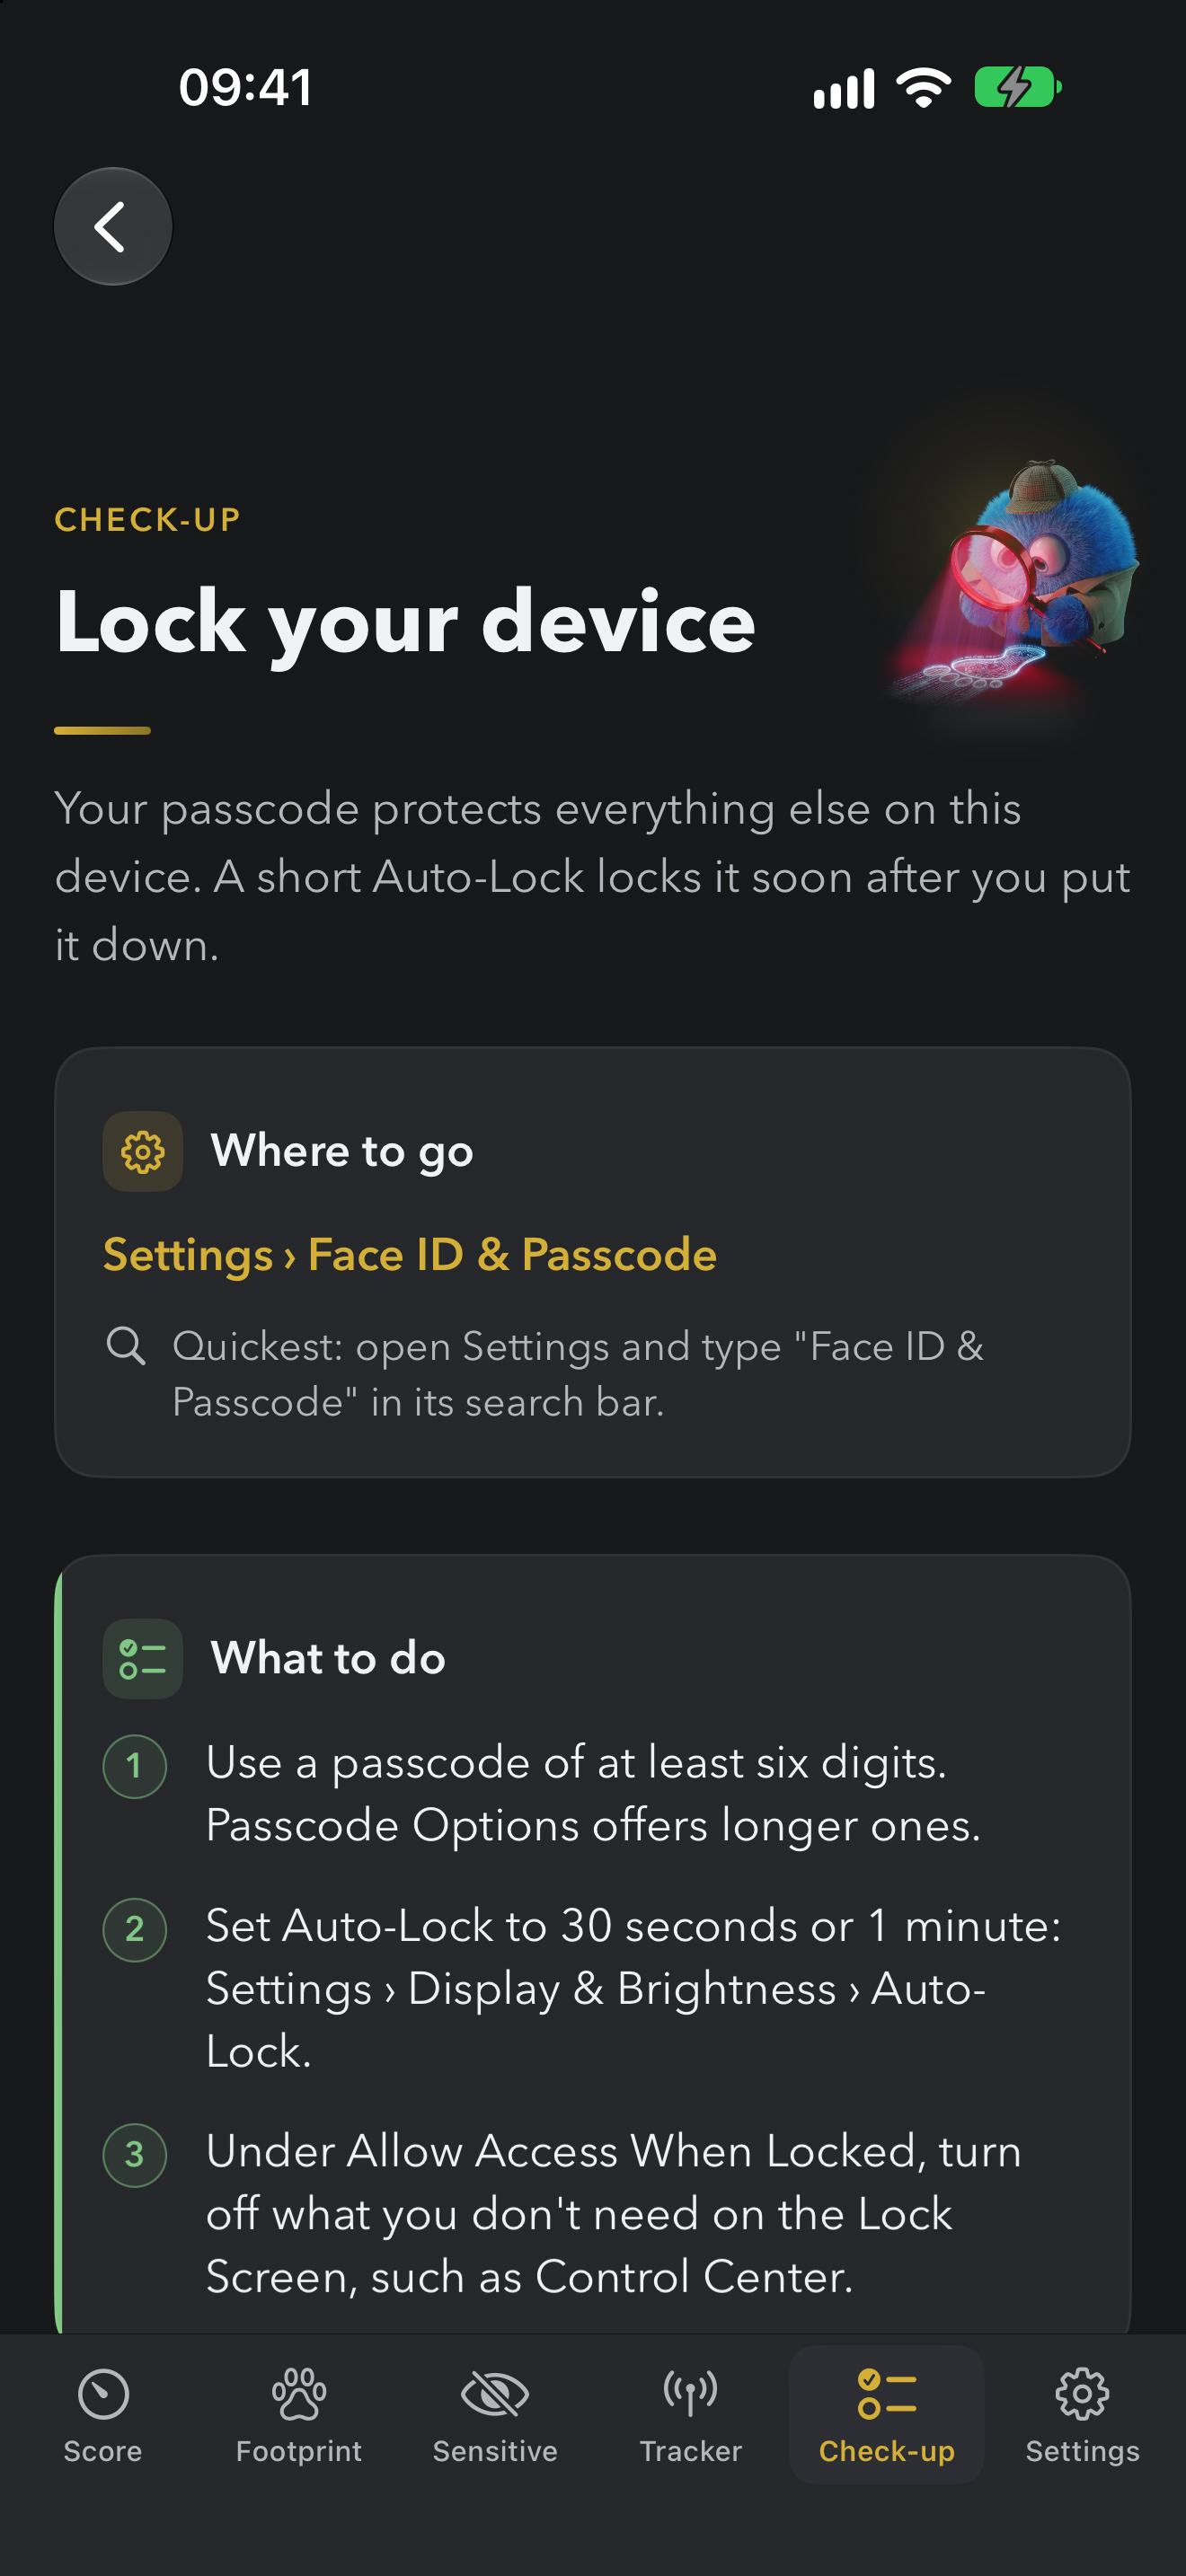 09:41
CHECK-UP
Lock your device
Your passcode protects everything else on this
device. A short Auto-Lock locks it soon after you put
it down.
Where to go
Settings › Face ID & Passcode
Quickest: open Settings and type "Face ID &
Passcode" in its search bar.
What to do
1 Use a passcode of at least six digits.
Passcode Options offers longer ones.
2 Set Auto-Lock to 30 seconds or 1 minute:
Settings › Display & Brightness › Auto-
Lock.
3 Under Allow Access When Locked, turn
off what you don't need on the Lock
Screen, such as Control Center.
Score Footprint Sensitive Tracker Check-up Settings